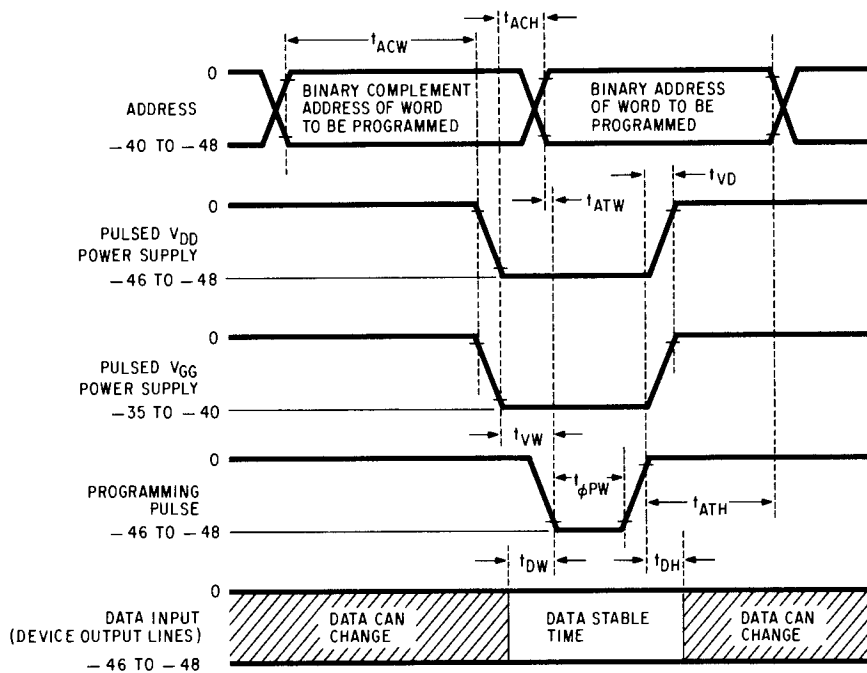 tACW
tACH
0
ADDRESS
−40 TO −48
BINARY COMPLEMENT
ADDRESS OF WORD
TO BE PROGRAMMED
BINARY ADDRESS
OF WORD TO BE
PROGRAMMED
tATW
tVD
0
PULSED VDD
POWER SUPPLY
−46 TO −48
0
PULSED VGG
POWER SUPPLY
−35 TO −40
tVW
0
PROGRAMMING
PULSE
−46 TO −48
tφPW
tATH
tDW
tDH
0
DATA INPUT
(DEVICE OUTPUT LINES)
−46 TO −48
DATA CAN
CHANGE
DATA STABLE
TIME
DATA CAN
CHANGE